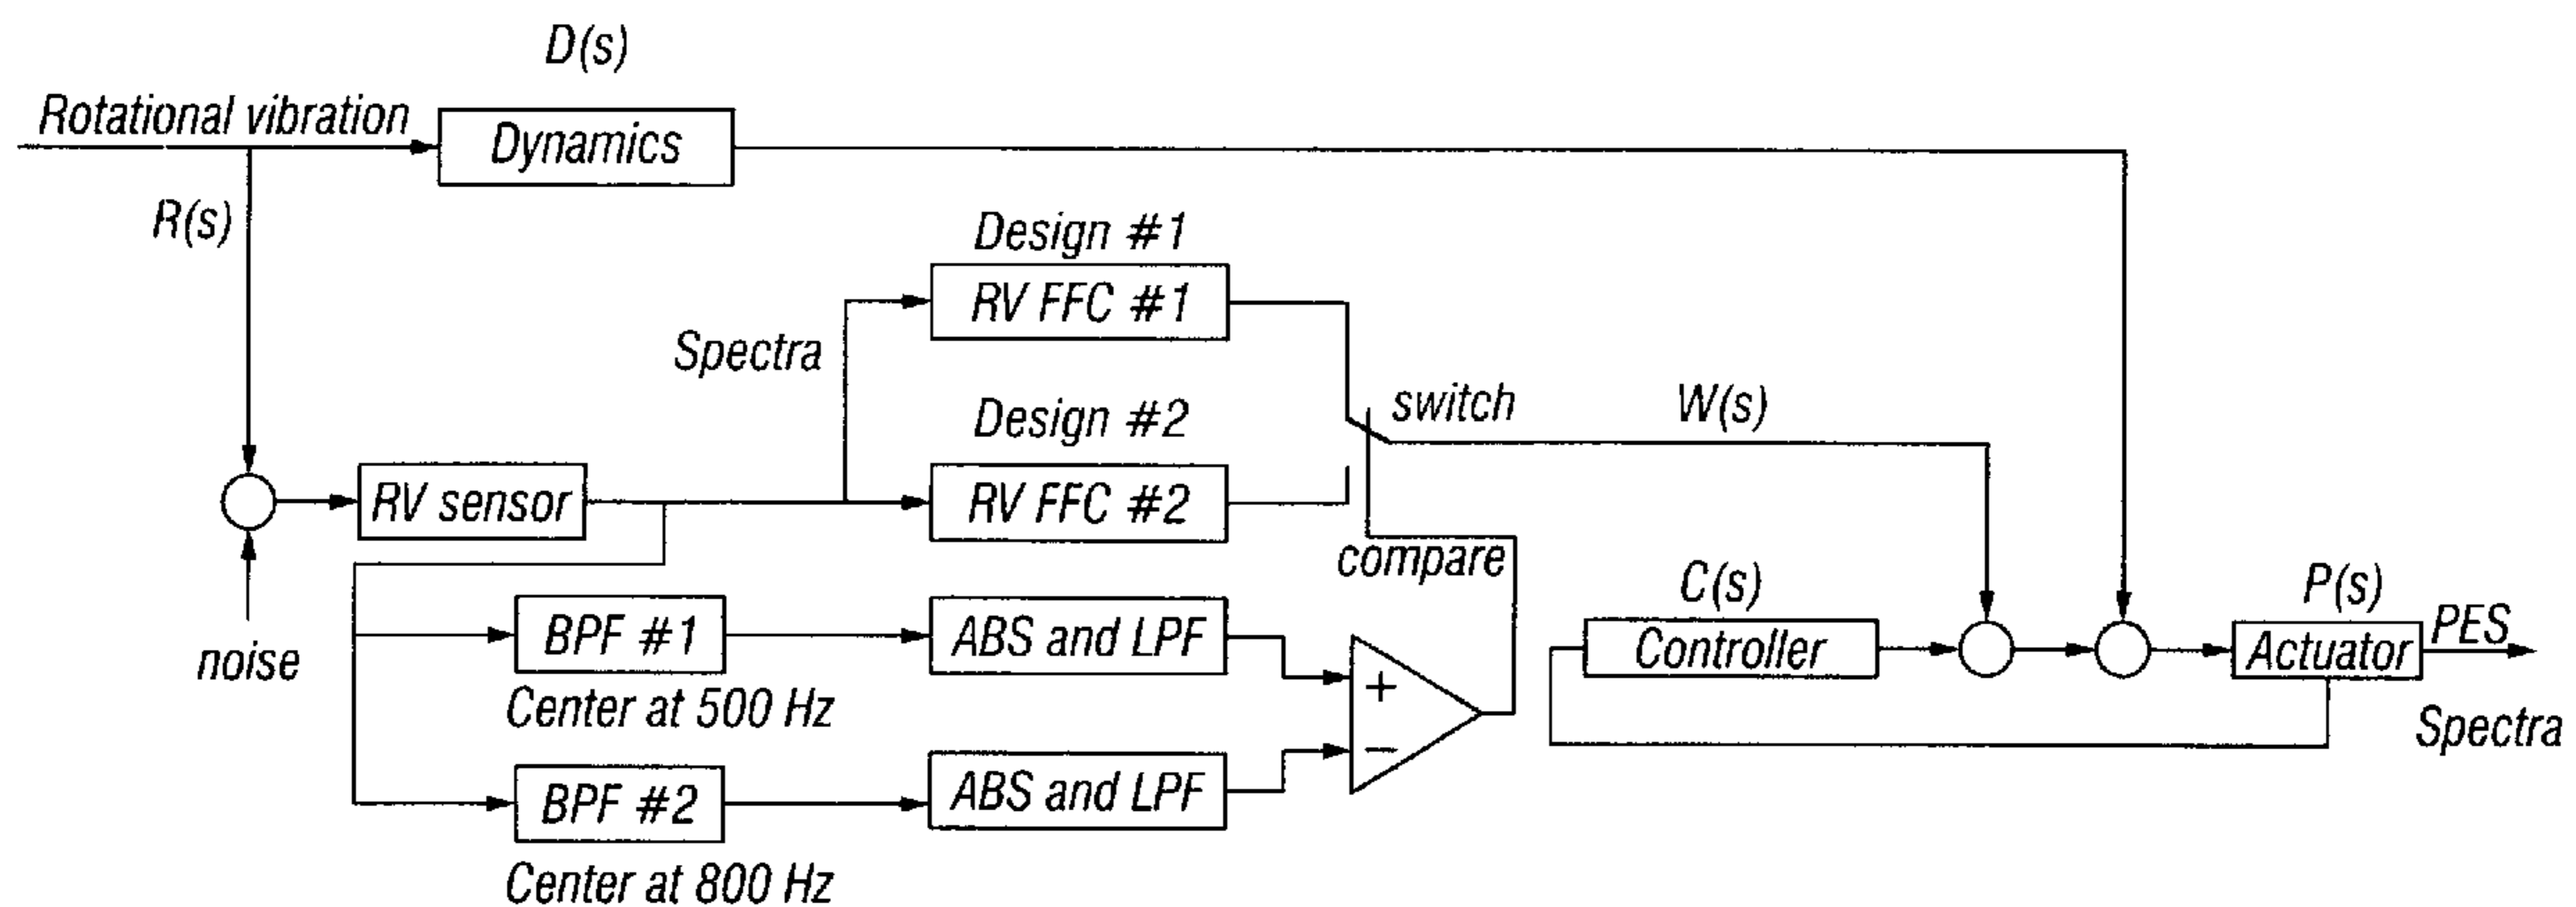 D(s)
Rotational vibration
Dynamics
R(s)
Design #1
RV FFC #1
Spectra
Design #2
switch
W(s)
RV sensor
RV FFC #2
compare
noise
BPF #1
ABS and LPF
Center at 500 Hz
+
C(s)
Controller
P(s)
Actuator
PES
Spectra
−
BPF #2
ABS and LPF
Center at 800 Hz